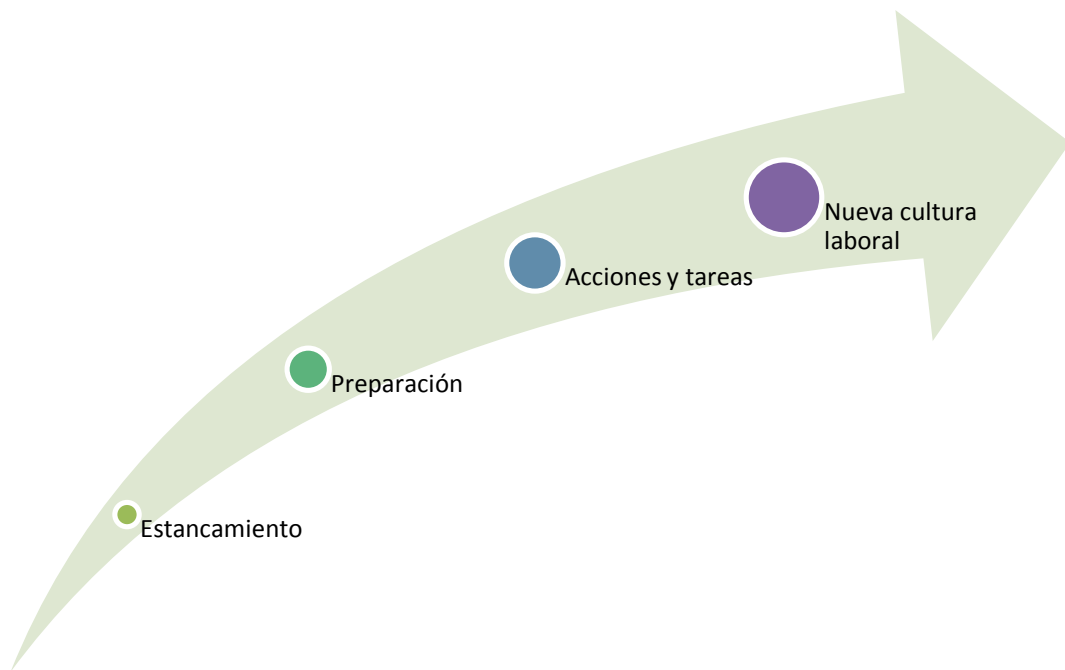 Nueva cultura
laboral
Acciones y tareas
Preparación
Estancamiento